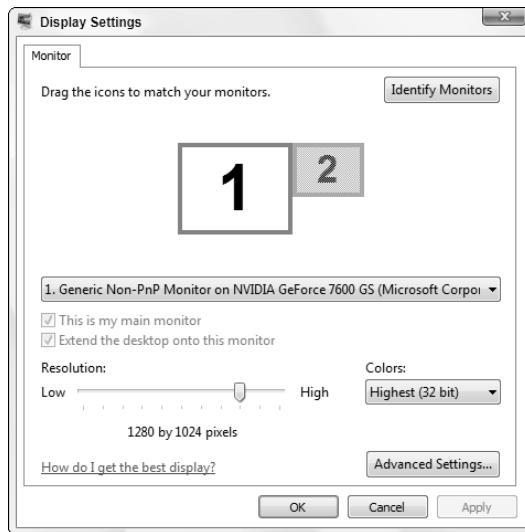 Display Settings
Monitor
Drag the icons to match your monitors.
Identify Monitors
1
2
1. Generic Non-PnP Monitor on NVIDIA GeForce 7600 GS (Microsoft Corpor
This is my main monitor
Extend the desktop onto this monitor
Resolution:
Colors:
Low
High
Highest (32 bit)
1280 by 1024 pixels
How do I get the best display?
Advanced Settings...
OK
Cancel
Apply